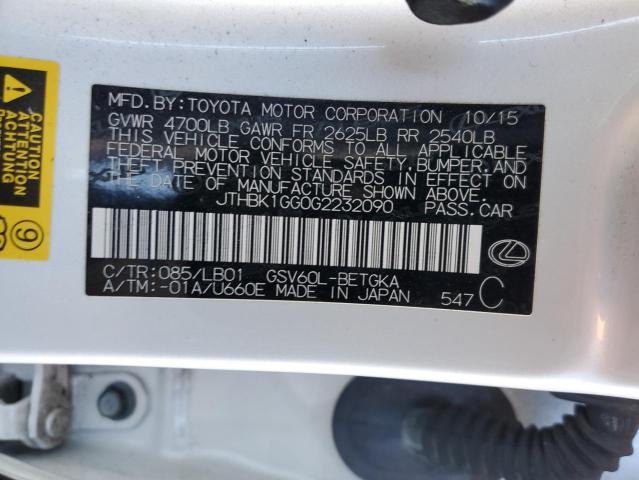 MFD.BY:TOYOTA MOTOR CORPORATION 10/15
GVWR 4700LB GAWR FR 2625LB RR 2540LB
THIS VEHICLE CONFORMS TO ALL APPLICABLE
FEDERAL MOTOR VEHICLE SAFETY, BUMPER, AND
THEFT PREVENTION STANDARDS IN EFFECT ON
THE DATE OF MANUFACTURE SHOWN ABOVE.
JTHBK1GG0G2232090 PASS.CAR
C/TR:085/LB01 GSV60L-BETGKA
A/TM:-01A/U660E MADE IN JAPAN 547 C
CAUTION
ATTENTION
ACHTUNG
9